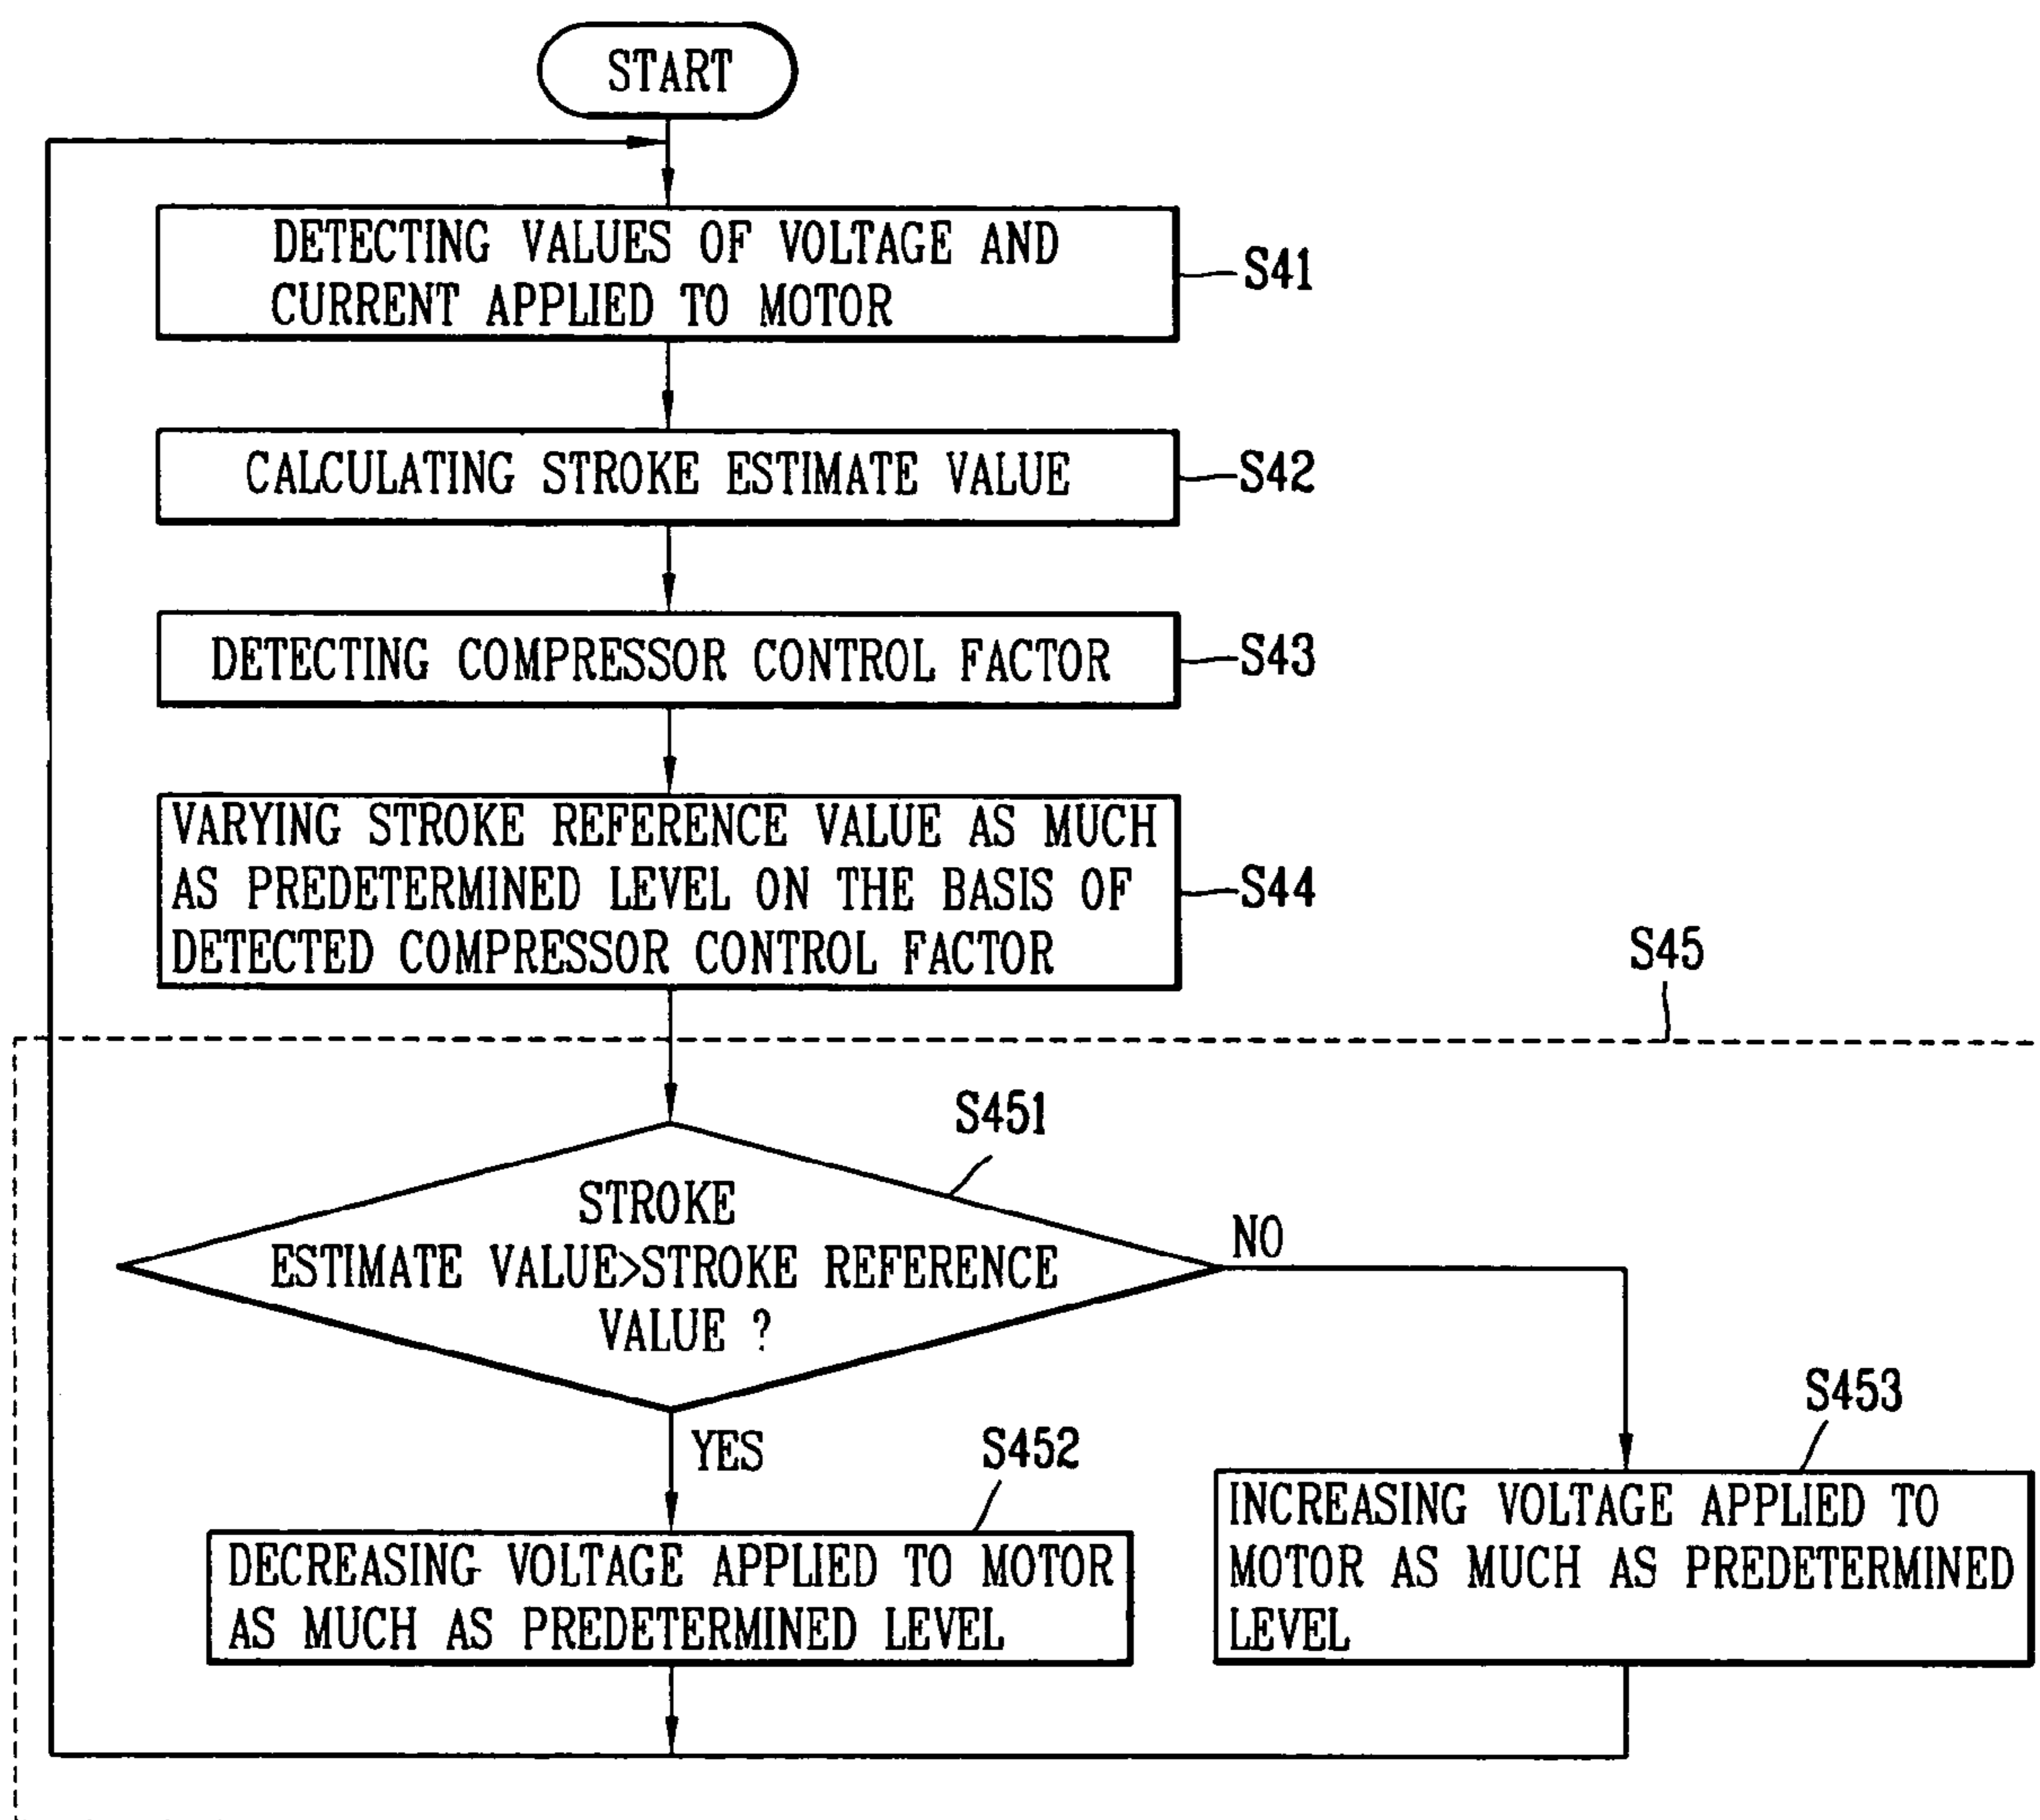 START
DETECTING VALUES OF VOLTAGE AND
CURRENT APPLIED TO MOTOR
S41
CALCULATING STROKE ESTIMATE VALUE
S42
DETECTING COMPRESSOR CONTROL FACTOR
S43
VARYING STROKE REFERENCE VALUE AS MUCH
AS PREDETERMINED LEVEL ON THE BASIS OF
DETECTED COMPRESSOR CONTROL FACTOR
S44
S45
S451
STROKE
ESTIMATE VALUE>STROKE REFERENCE
VALUE ?
NO
YES
S452
DECREASING VOLTAGE APPLIED TO MOTOR
AS MUCH AS PREDETERMINED LEVEL
S453
INCREASING VOLTAGE APPLIED TO
MOTOR AS MUCH AS PREDETERMINED
LEVEL